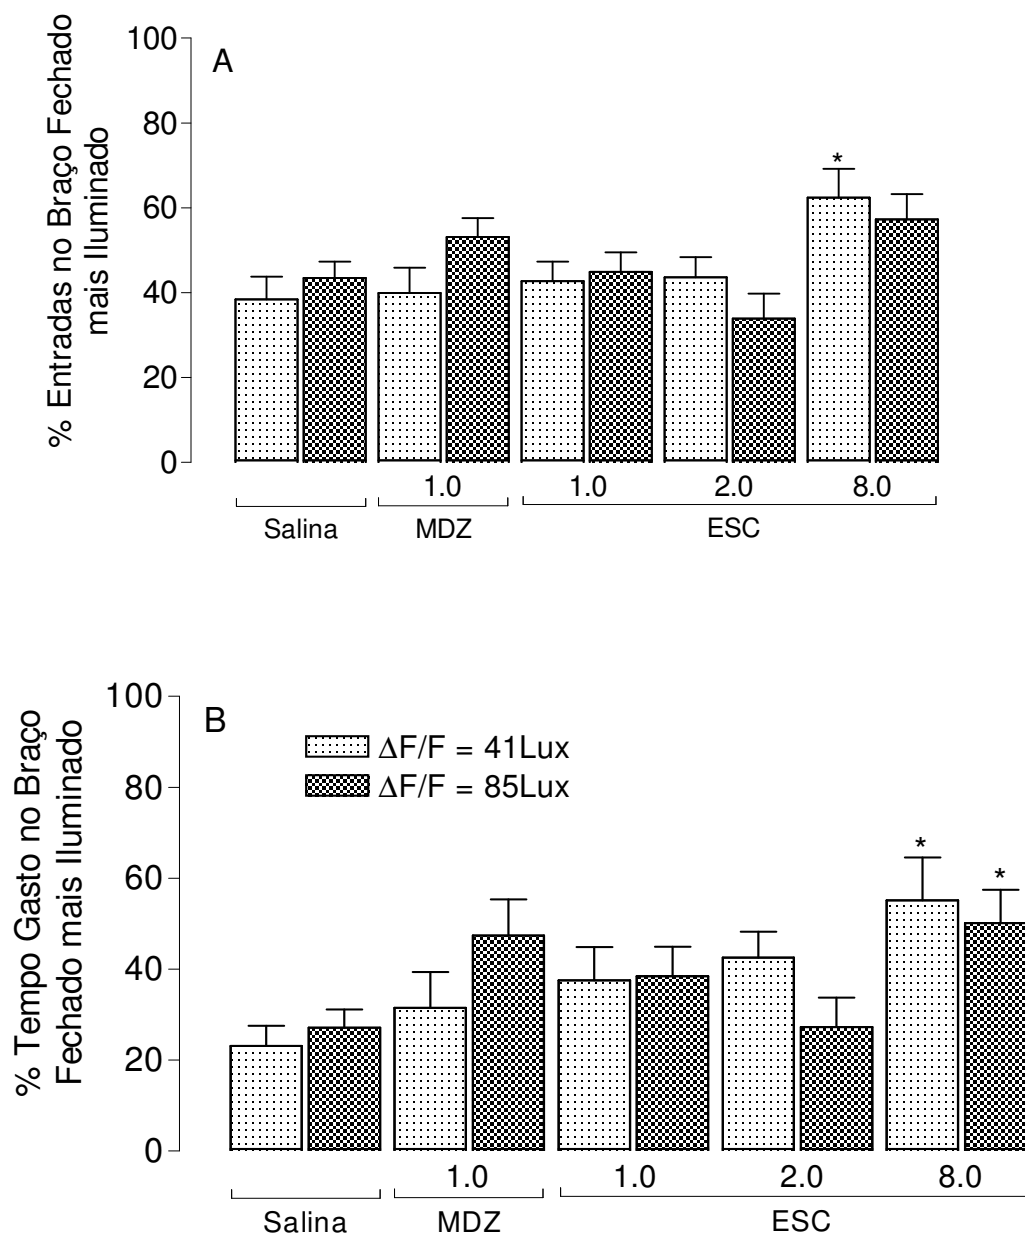 A
% Entradas no Braço Fechado
mais Iluminado
100
80
60
40
20
0
*
1.0 1.0 2.0 8.0
Salina MDZ ESC
B
% Tempo Gasto no Braço
Fechado mais Iluminado
100
80
60
40
20
0
ΔF/F = 41Lux
ΔF/F = 85Lux
*
*
1.0 1.0 2.0 8.0
Salina MDZ ESC